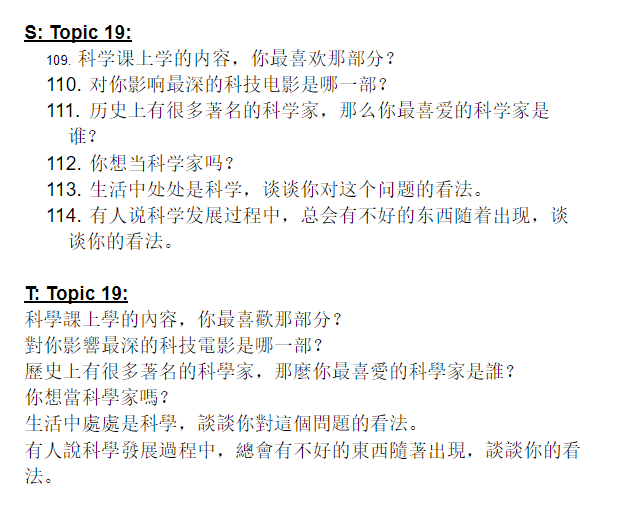 S: Topic 19:
109. 科学课上学的内容，你最喜欢那部分？
110. 对你影响最深的科技电影是哪一部？
111. 历史上有很多著名的科学家，那么你最喜爱的科学家是
谁？
112. 你想当科学家吗？
113. 生活中处处是科学，谈谈你对这个问题的看法。
114. 有人说科学发展过程中，总会有不好的东西随着出现，谈
谈你的看法。
T: Topic 19:
科學課上學的內容，你最喜歡那部分？
對你影響最深的科技電影是哪一部？
歷史上有很多著名的科學家，那麼你最喜愛的科學家是誰？
你想當科學家嗎？
生活中處處是科學，談談你對這個問題的看法。
有人說科學發展過程中，總會有不好的東西隨著出現，談談你的看
法。